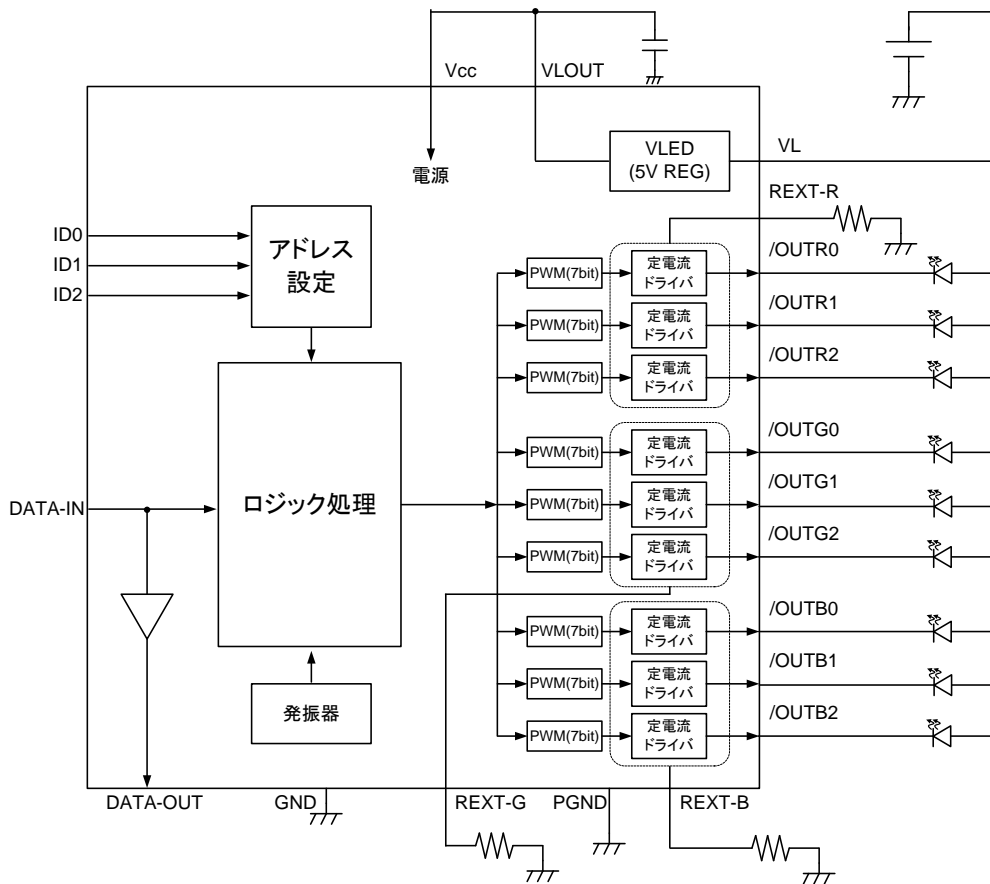 Vcc
VLOUT
VLED
(5V REG)
VL
電源
REXT-R
ID0
ID1
ID2
アドレス
設定
PWM(7bit)
定電流
ドライバ
/OUTR0
PWM(7bit)
定電流
ドライバ
/OUTR1
PWM(7bit)
定電流
ドライバ
/OUTR2
PWM(7bit)
定電流
ドライバ
/OUTG0
DATA-IN
ロジック処理
PWM(7bit)
定電流
ドライバ
/OUTG1
PWM(7bit)
定電流
ドライバ
/OUTG2
PWM(7bit)
定電流
ドライバ
/OUTB0
PWM(7bit)
定電流
ドライバ
/OUTB1
発振器
PWM(7bit)
定電流
ドライバ
/OUTB2
DATA-OUT
GND
REXT-G
PGND
REXT-B